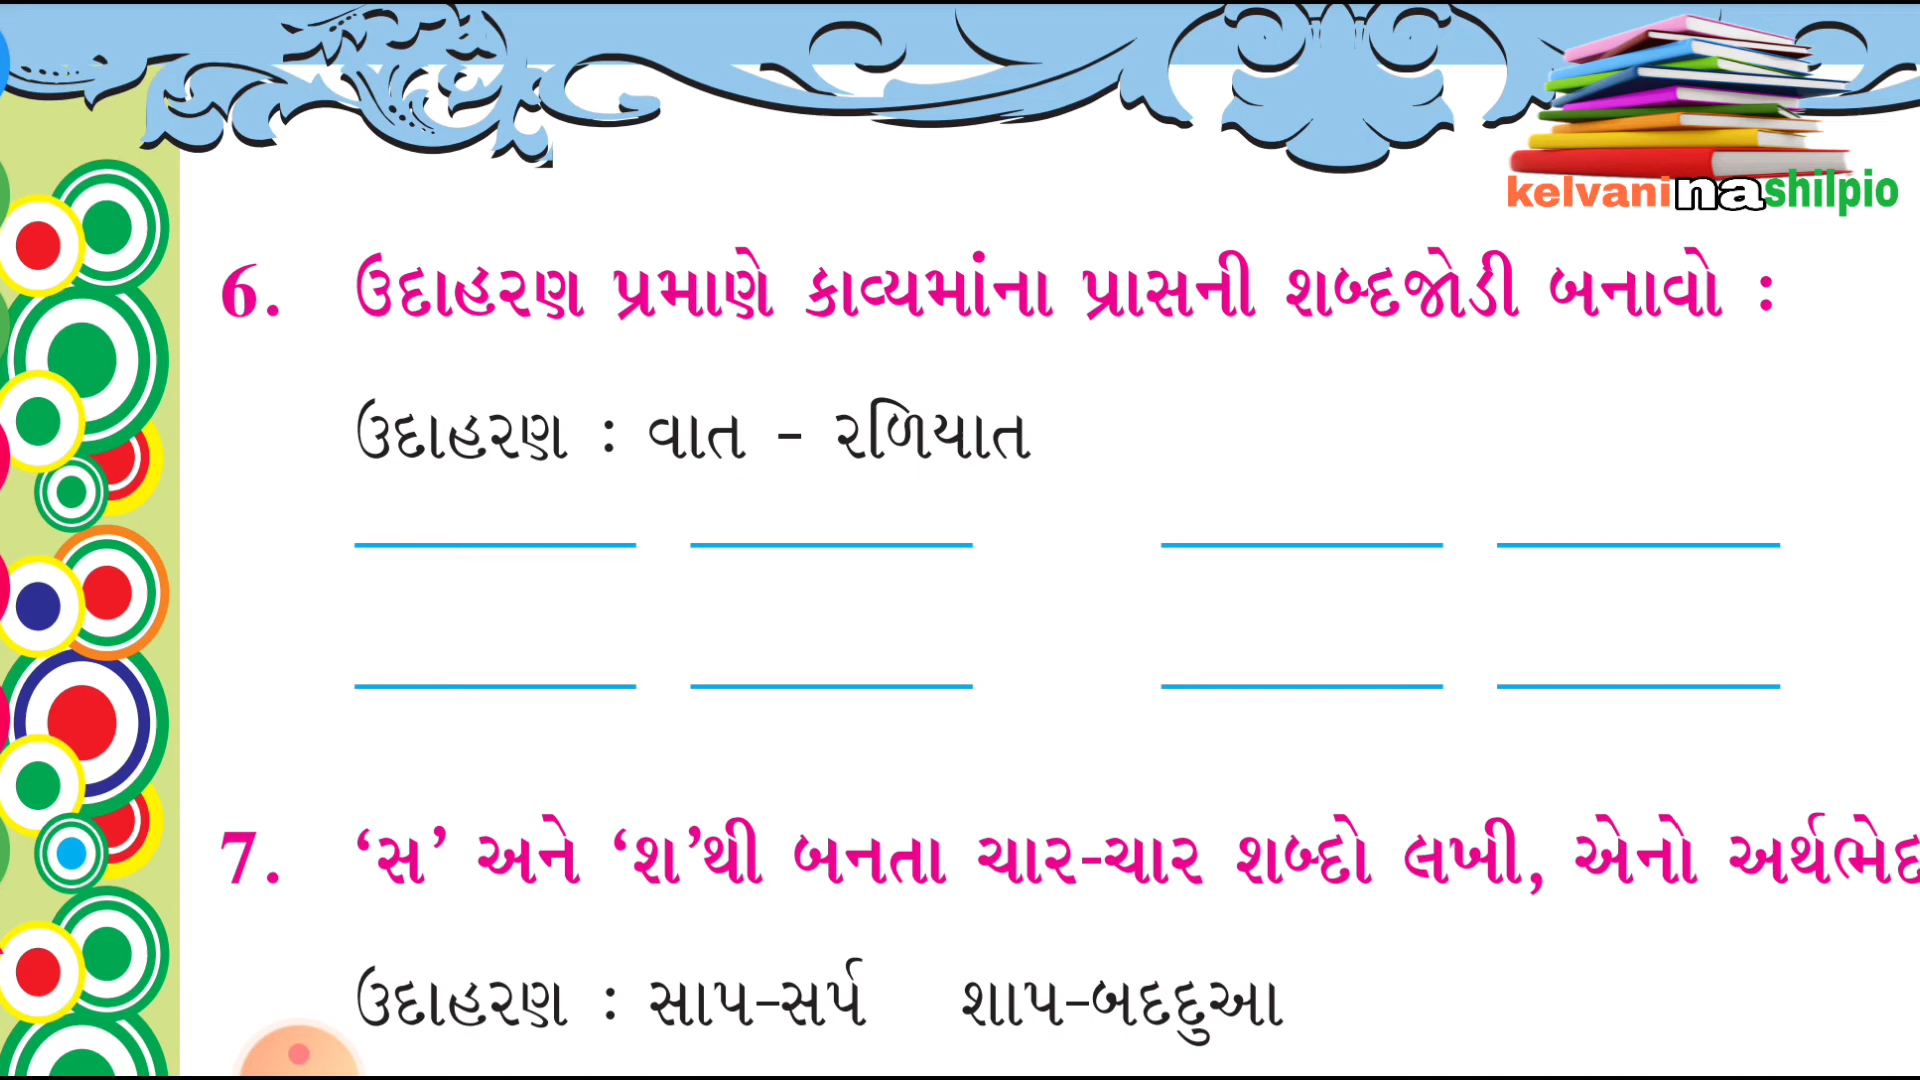 kelvaninashilpio
6. ઉદાહરણ પ્રમાણે કાવ્યમાંના પ્રાસની શબ્દજોડી બનાવો :
ઉદાહરણ : વાત - રળિયાત
7. ‘સ’ અને ‘શ’થી બનતા ચાર-ચાર શબ્દો લખી, એનો અર્થભેદ
ઉદાહરણ : સાપ-સર્પ શાપ-બદદુઆ